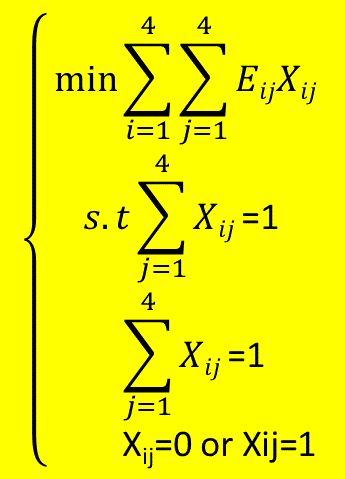 min ∑_{i=1}^{4} ∑_{j=1}^{4} E_{ij}X_{ij}
s.t ∑_{j=1}^{4} X_{ij} =1
∑_{j=1}^{4} X_{ij} =1
X_{ij}=0 or Xij=1